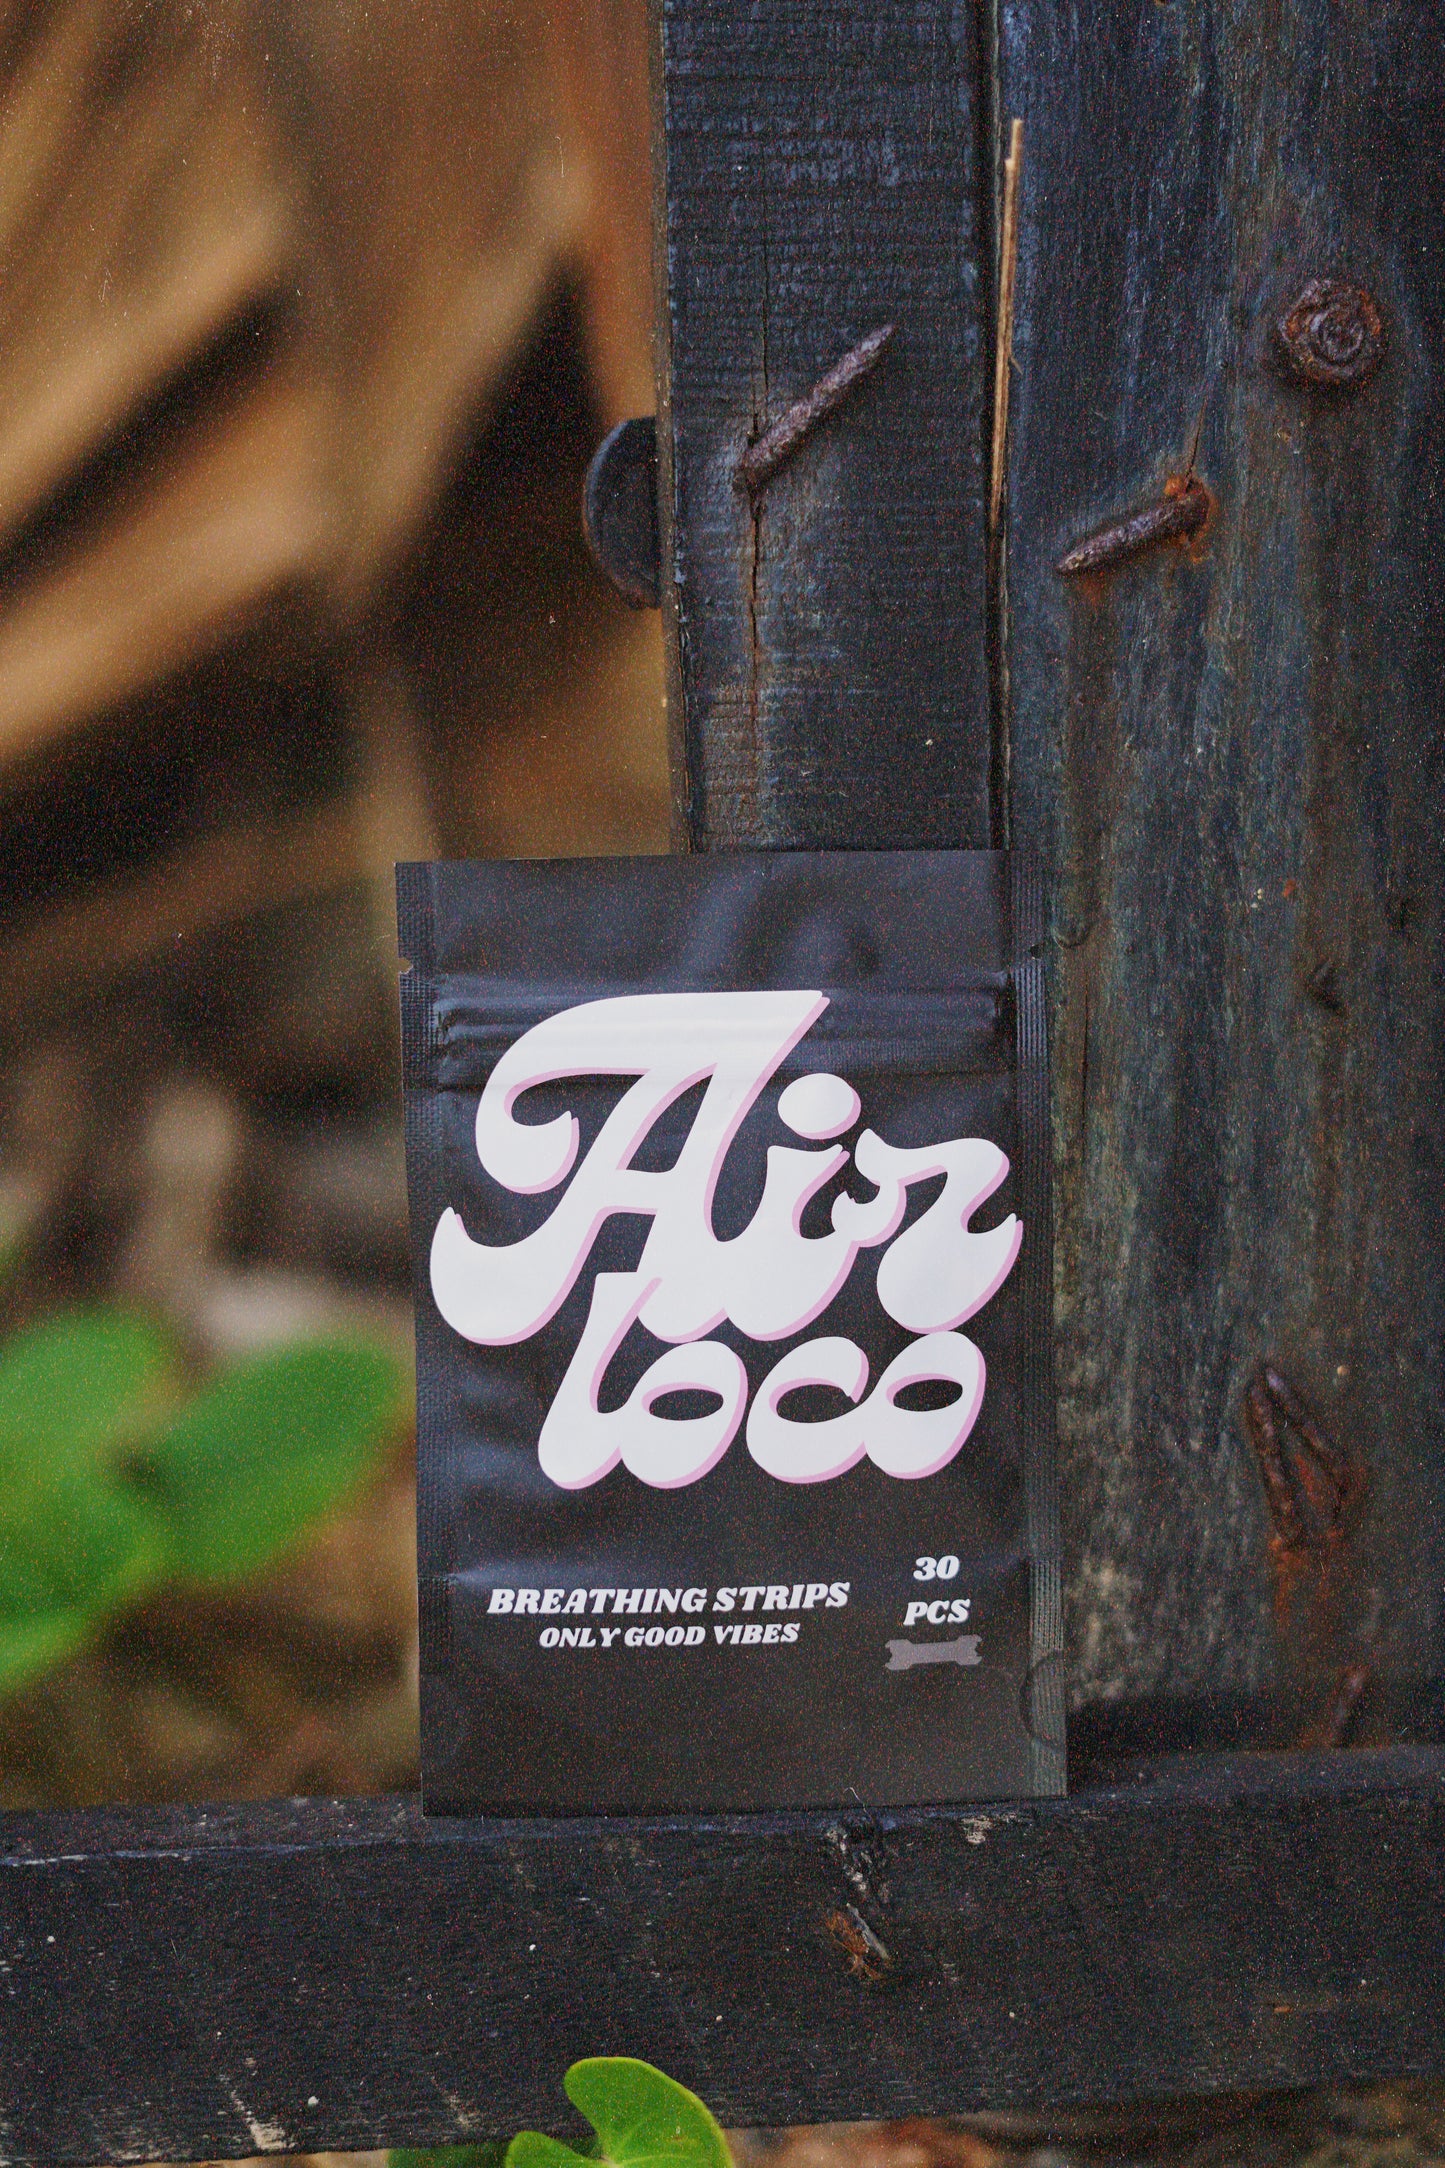 Air
loco
BREATHING STRIPS
ONLY GOOD VIBES
30
PCS